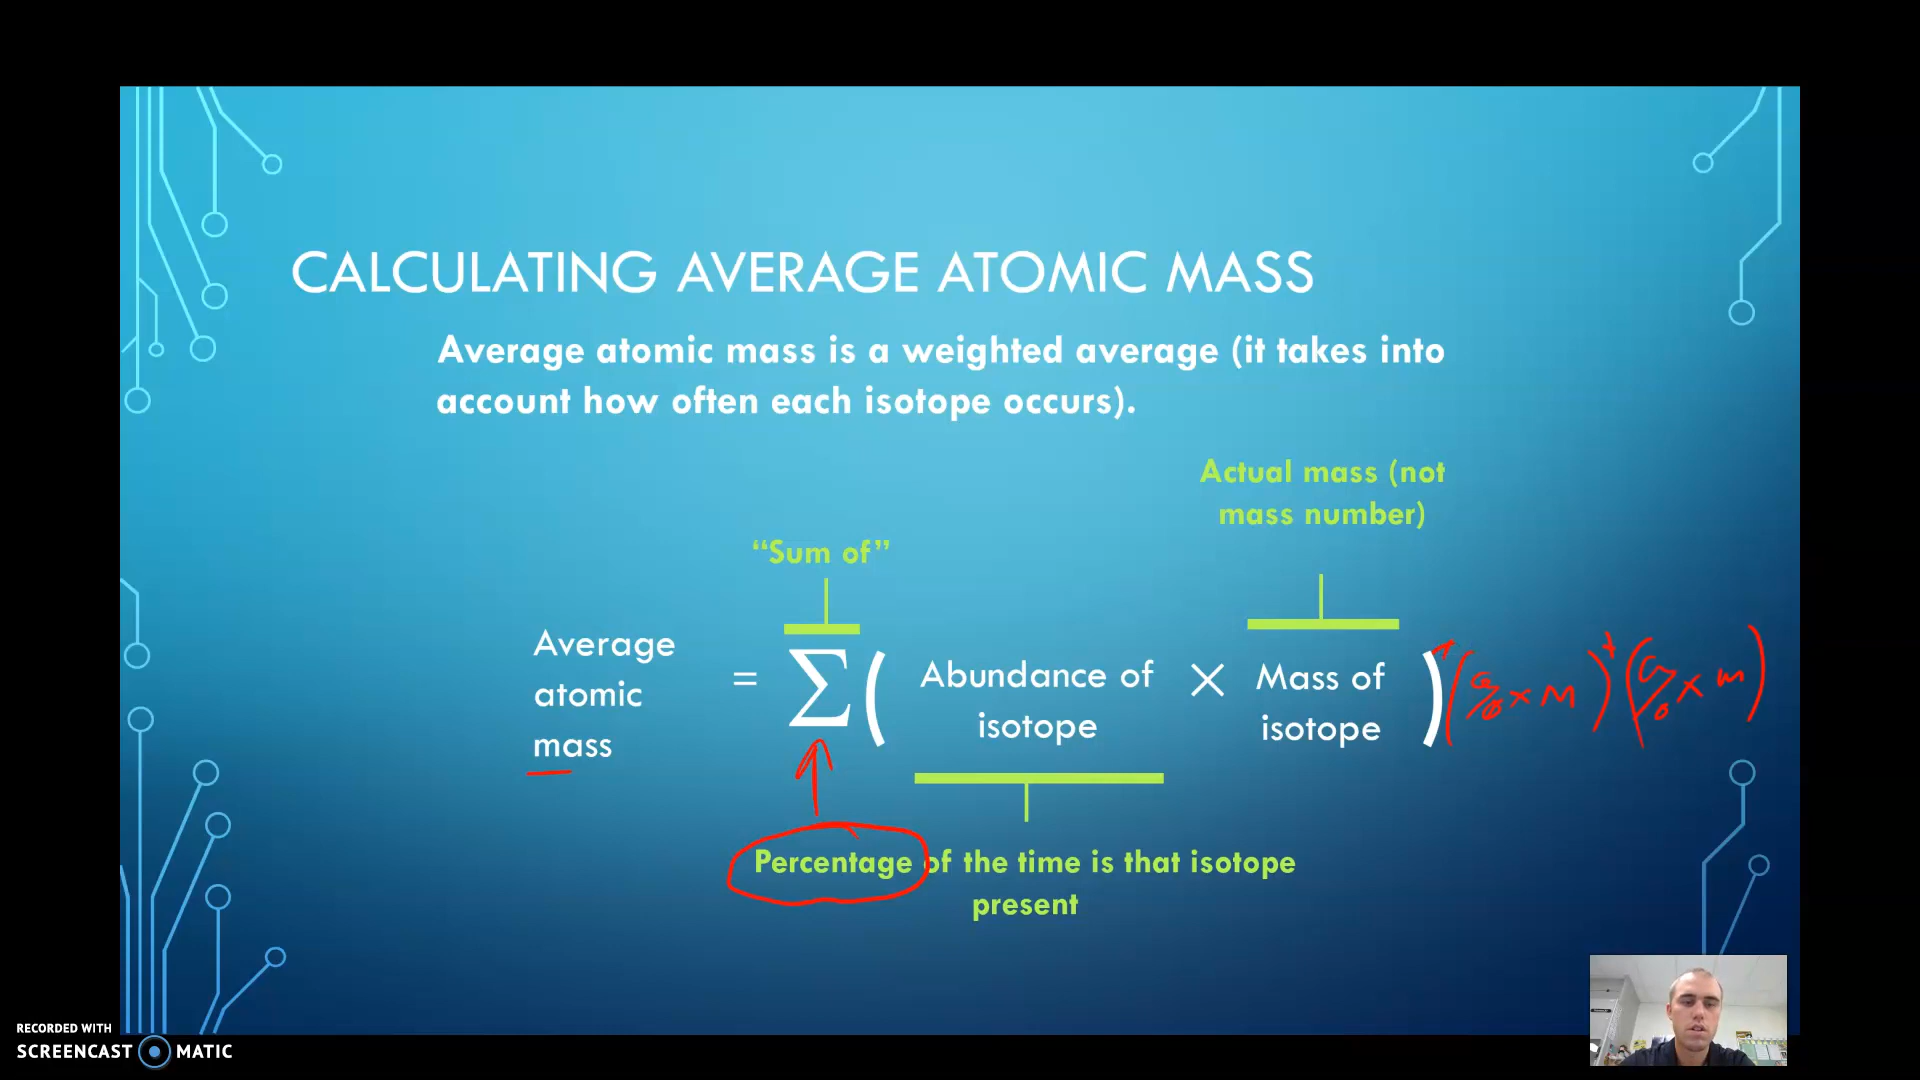 CALCULATING AVERAGE ATOMIC MASS
Average atomic mass is a weighted average (it takes into
account how often each isotope occurs).
Actual mass (not
mass number)
“Sum of”
Average
atomic
mass
=
Σ
(
Abundance of
isotope
×
Mass of
isotope
)
+ (% × M) + (% × m)
Percentage of the time is that isotope
present
RECORDED WITH
SCREENCAST MATIC